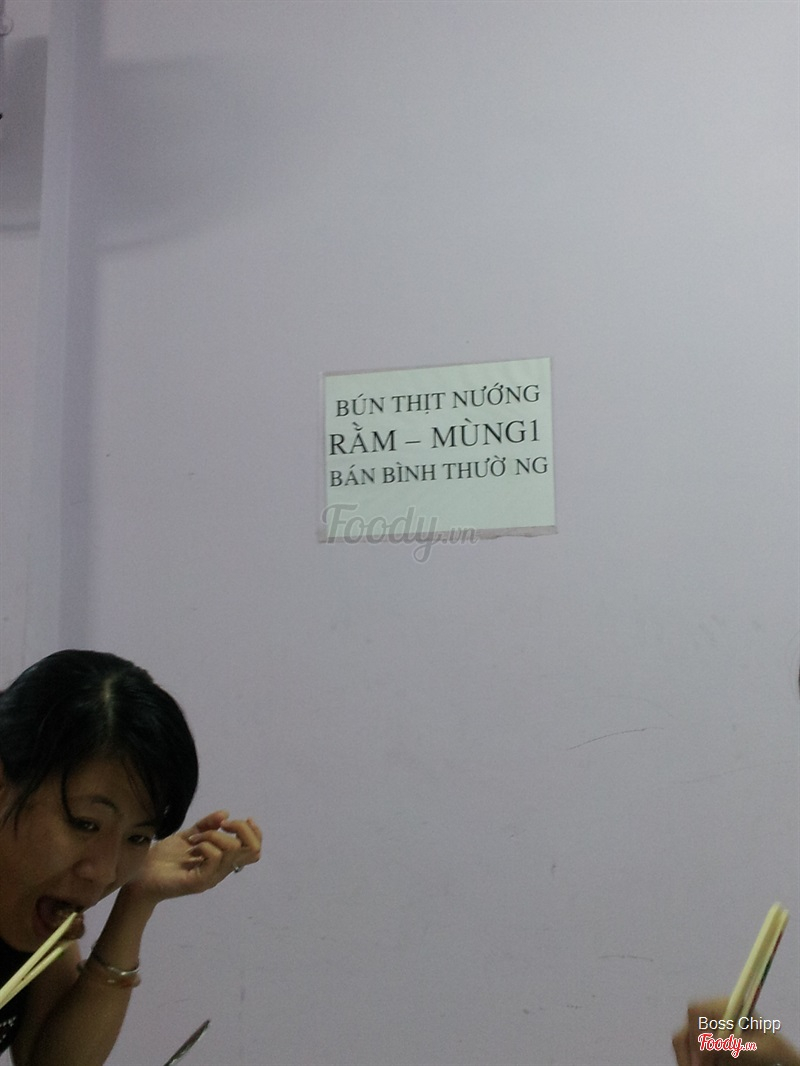 BÚN THỊT NƯỚNG
RẰM – MÙNG1
BÁN BÌNH THƯỜ NG
Foody.vn
Boss Chipp
Foody.vn